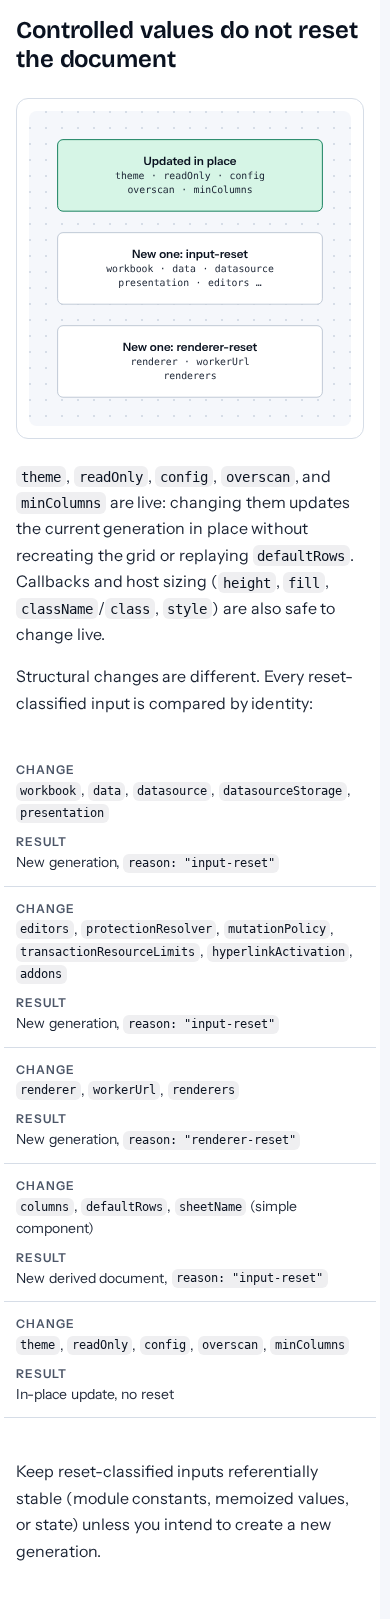 Controlled values do not reset
the document
Updated in place
theme · readOnly · config
overscan · minColumns
New one: input-reset
workbook · data · datasource
presentation · editors …
New one: renderer-reset
renderer · workerUrl
renderers
theme, readOnly, config, overscan, and
minColumns are live: changing them updates
the current generation in place without
recreating the grid or replaying defaultRows.
Callbacks and host sizing (height, fill,
className/class, style) are also safe to
change live.
Structural changes are different. Every reset-
classified input is compared by identity:
CHANGE
workbook, data, datasource, datasourceStorage,
presentation
RESULT
New generation, reason: "input-reset"
CHANGE
editors, protectionResolver, mutationPolicy,
transactionResourceLimits, hyperlinkActivation,
addons
RESULT
New generation, reason: "input-reset"
CHANGE
renderer, workerUrl, renderers
RESULT
New generation, reason: "renderer-reset"
CHANGE
columns, defaultRows, sheetName (simple
component)
RESULT
New derived document, reason: "input-reset"
CHANGE
theme, readOnly, config, overscan, minColumns
RESULT
In-place update, no reset
Keep reset-classified inputs referentially
stable (module constants, memoized values,
or state) unless you intend to create a new
generation.